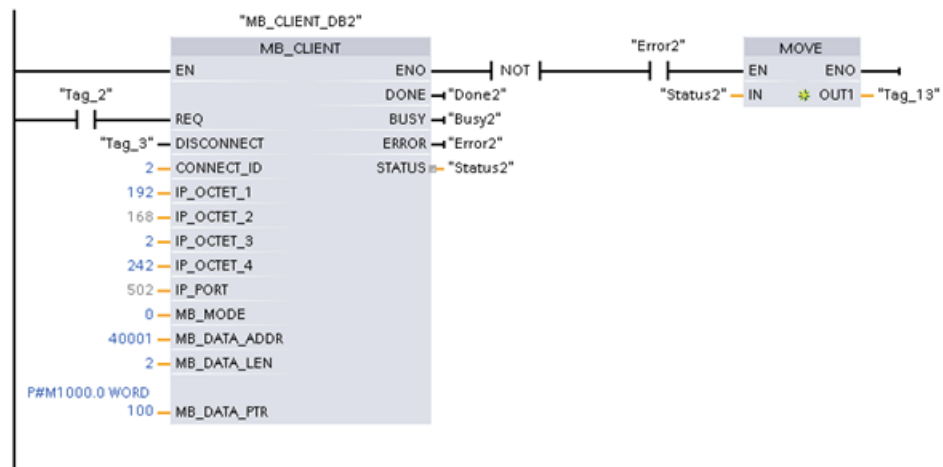 "MB_CLIENT_DB2"
MB_CLIENT
"Error2"
MOVE
EN ENO NOT EN ENO
"Tag_2" DONE "Done2" "Status2" IN OUT1 "Tag_13"
REQ BUSY "Busy2"
"Tag_3" DISCONNECT ERROR "Error2"
2 CONNECT_ID STATUS "Status2"
192 IP_OCTET_1
168 IP_OCTET_2
2 IP_OCTET_3
242 IP_OCTET_4
502 IP_PORT
0 MB_MODE
40001 MB_DATA_ADDR
2 MB_DATA_LEN
P#M1000.0 WORD
100 MB_DATA_PTR